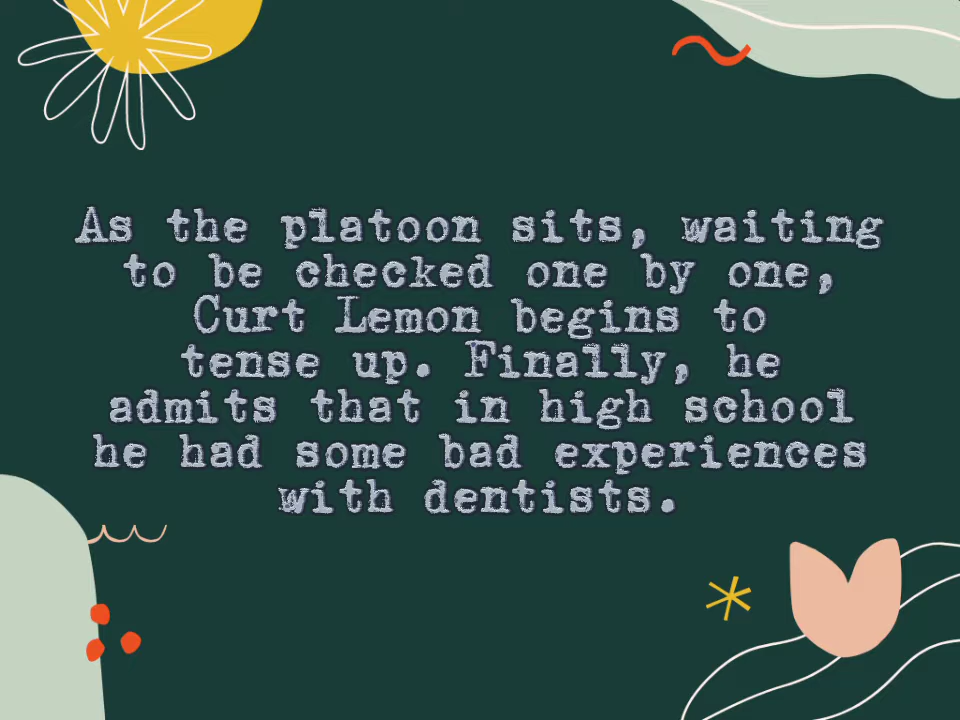 As the platoon sits, waiting
to be checked one by one,
Curt Lemon begins to
tense up. Finally, he
admits that in high school
he had some bad experiences
with dentists.